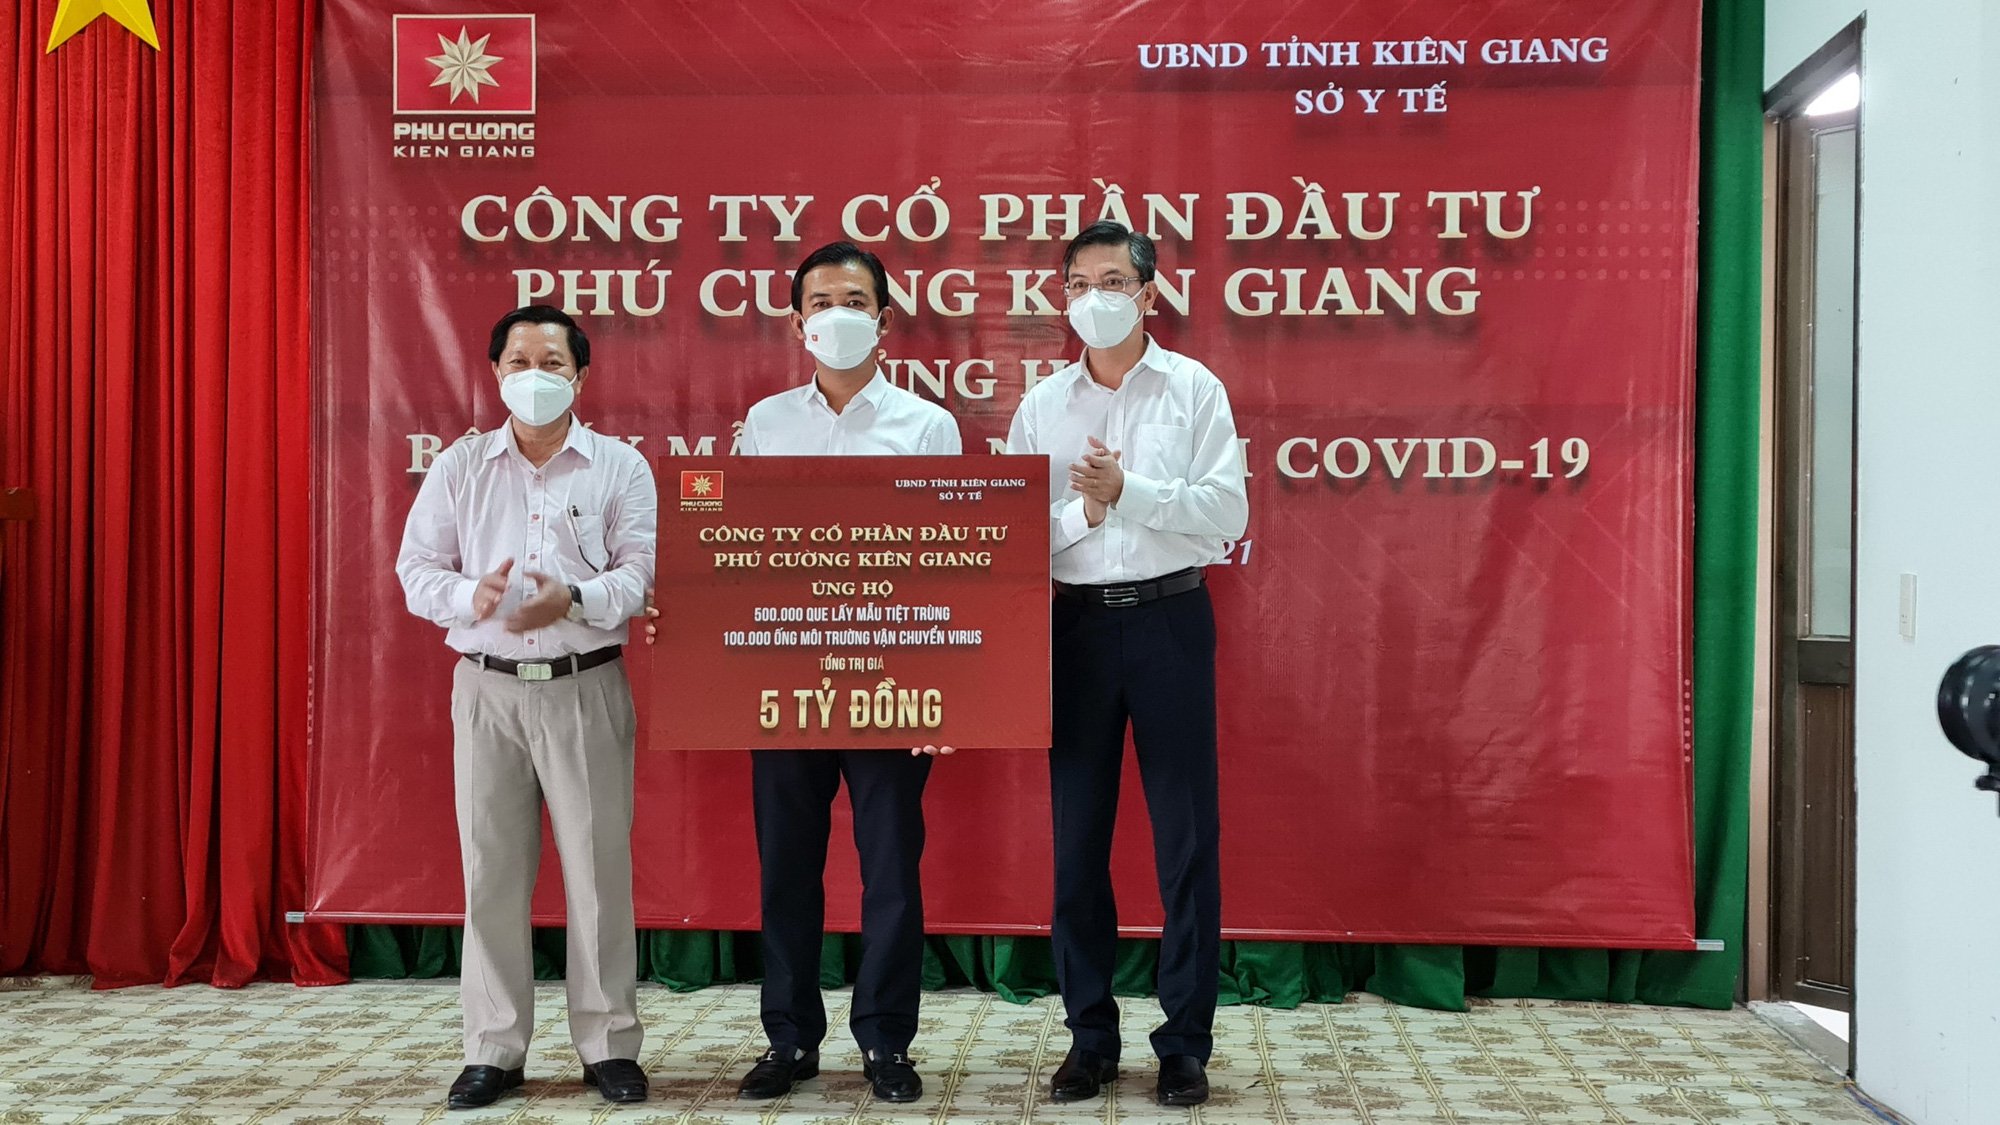 PHU CUONG
KIEN GIANG
UBND TỈNH KIÊN GIANG
SỞ Y TẾ
CÔNG TY CỔ PHẦN ĐẦU TƯ
PHÚ CƯỜNG KIÊN GIANG
ỦNG H
MẪ COVID-19
21
PHU CUONG
KIEN GIANG
UBND TỈNH KIÊN GIANG
SỞ Y TẾ
CÔNG TY CỔ PHẦN ĐẦU TƯ
PHÚ CƯỜNG KIÊN GIANG
ỦNG HỘ
500.000 QUE LẤY MẪU TIỆT TRÙNG
100.000 ỐNG MÔI TRƯỜNG VẬN CHUYỂN VIRUS
TỔNG TRỊ GIÁ
5 TỶ ĐỒNG